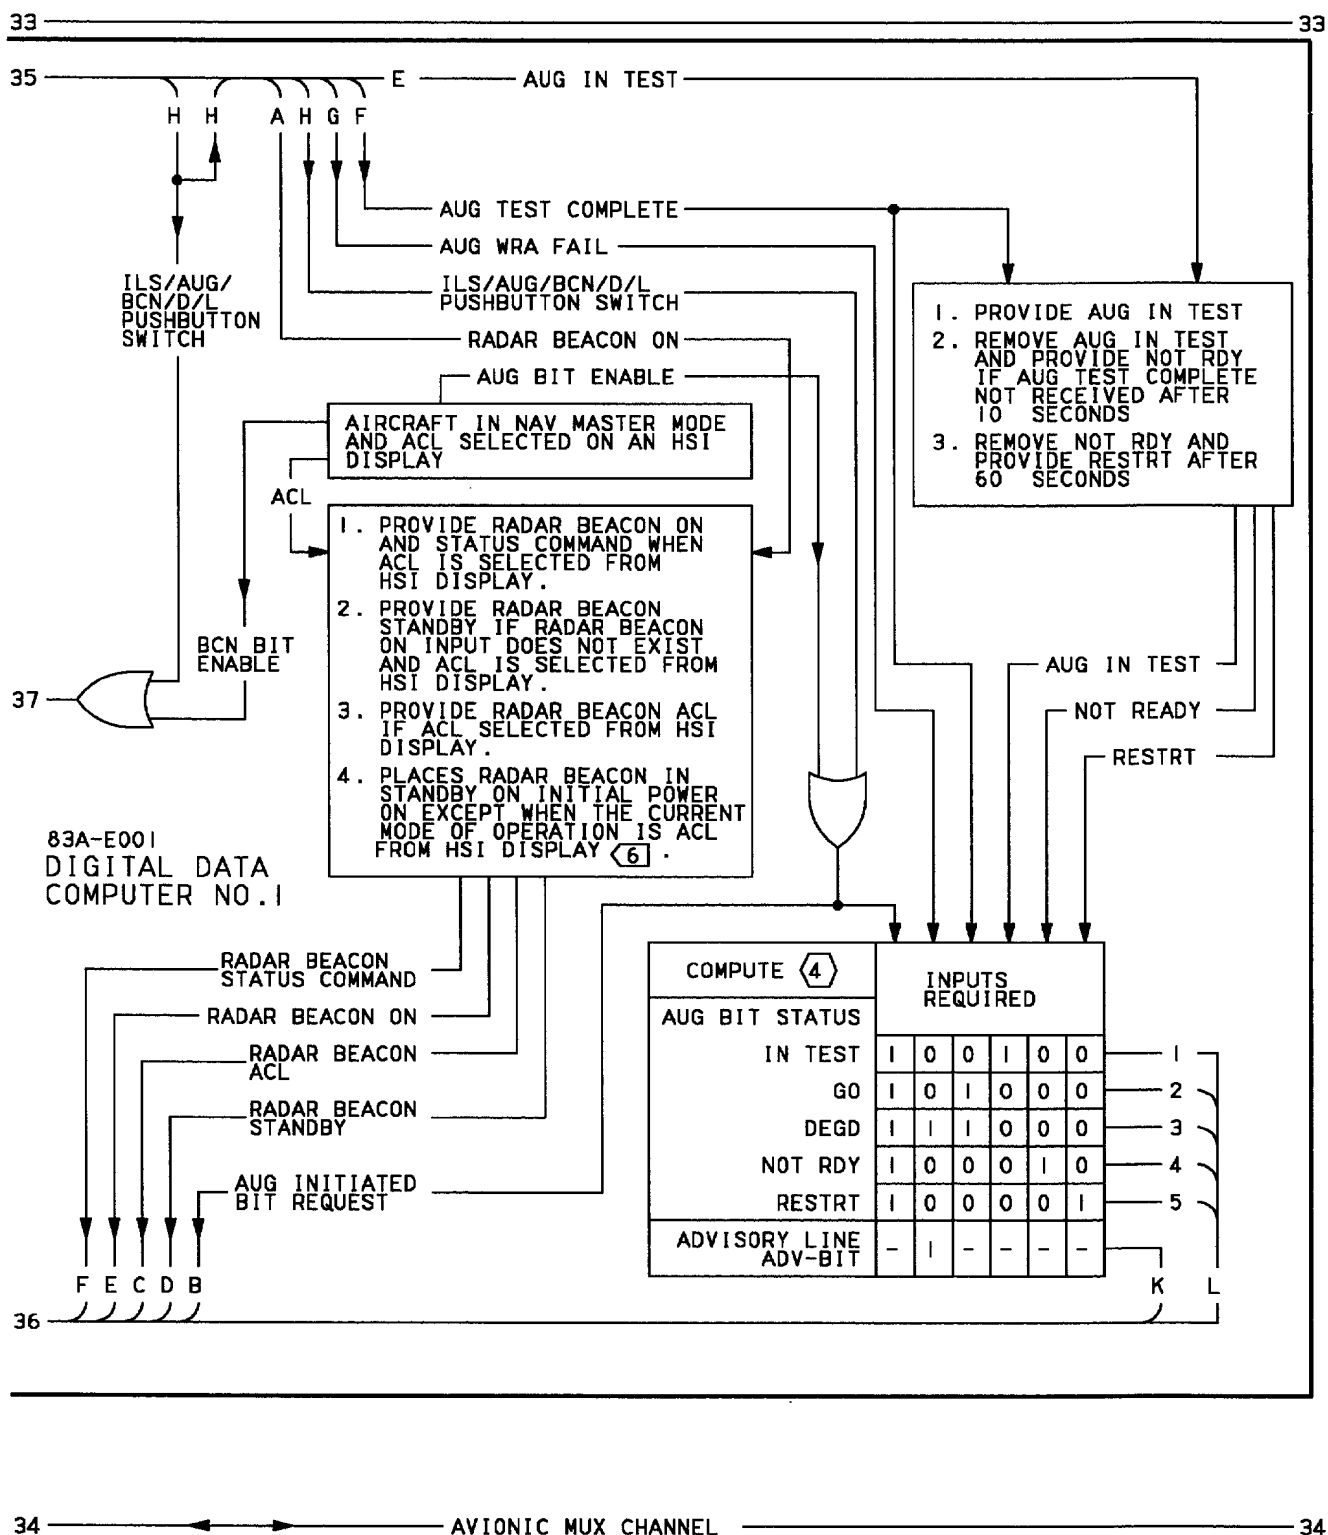 33 33
35 E AUG IN TEST
H H A H G F
AUG TEST COMPLETE
AUG WRA FAIL
ILS/AUG/
BCN/D/L
PUSHBUTTON
SWITCH
ILS/AUG/BCN/D/L
PUSHBUTTON SWITCH
RADAR BEACON ON
AUG BIT ENABLE
1. PROVIDE AUG IN TEST
2. REMOVE AUG IN TEST
AND PROVIDE NOT RDY
IF AUG TEST COMPLETE
NOT RECEIVED AFTER
10 SECONDS
3. REMOVE NOT RDY AND
PROVIDE RESTRT AFTER
60 SECONDS
AIRCRAFT IN NAV MASTER MODE
AND ACL SELECTED ON AN HSI
DISPLAY
ACL
1. PROVIDE RADAR BEACON ON
AND STATUS COMMAND WHEN
ACL IS SELECTED FROM
HSI DISPLAY.
2. PROVIDE RADAR BEACON
STANDBY IF RADAR BEACON
ON INPUT DOES NOT EXIST
AND ACL IS SELECTED FROM
HSI DISPLAY.
3. PROVIDE RADAR BEACON ACL
IF ACL SELECTED FROM HSI
DISPLAY.
4. PLACES RADAR BEACON IN
STANDBY ON INITIAL POWER
ON EXCEPT WHEN THE CURRENT
MODE OF OPERATION IS ACL
FROM HSI DISPLAY 6 .
BCN BIT
ENABLE
37
AUG IN TEST
NOT READY
RESTRT
83A-E001
DIGITAL DATA
COMPUTER NO.1
RADAR BEACON
STATUS COMMAND
RADAR BEACON ON
RADAR BEACON
ACL
RADAR BEACON
STANDBY
AUG INITIATED
BIT REQUEST
COMPUTE 4
INPUTS
REQUIRED
AUG BIT STATUS
IN TEST 1 0 0 1 0 0 1
GO 1 0 1 0 0 0 2
DEGD 1 1 1 0 0 0 3
NOT RDY 1 0 0 0 1 0 4
RESTRT 1 0 0 0 0 1 5
ADVISORY LINE
ADV-BIT - 1 - - - -
F E C D B K L
36
34 AVIONIC MUX CHANNEL 34